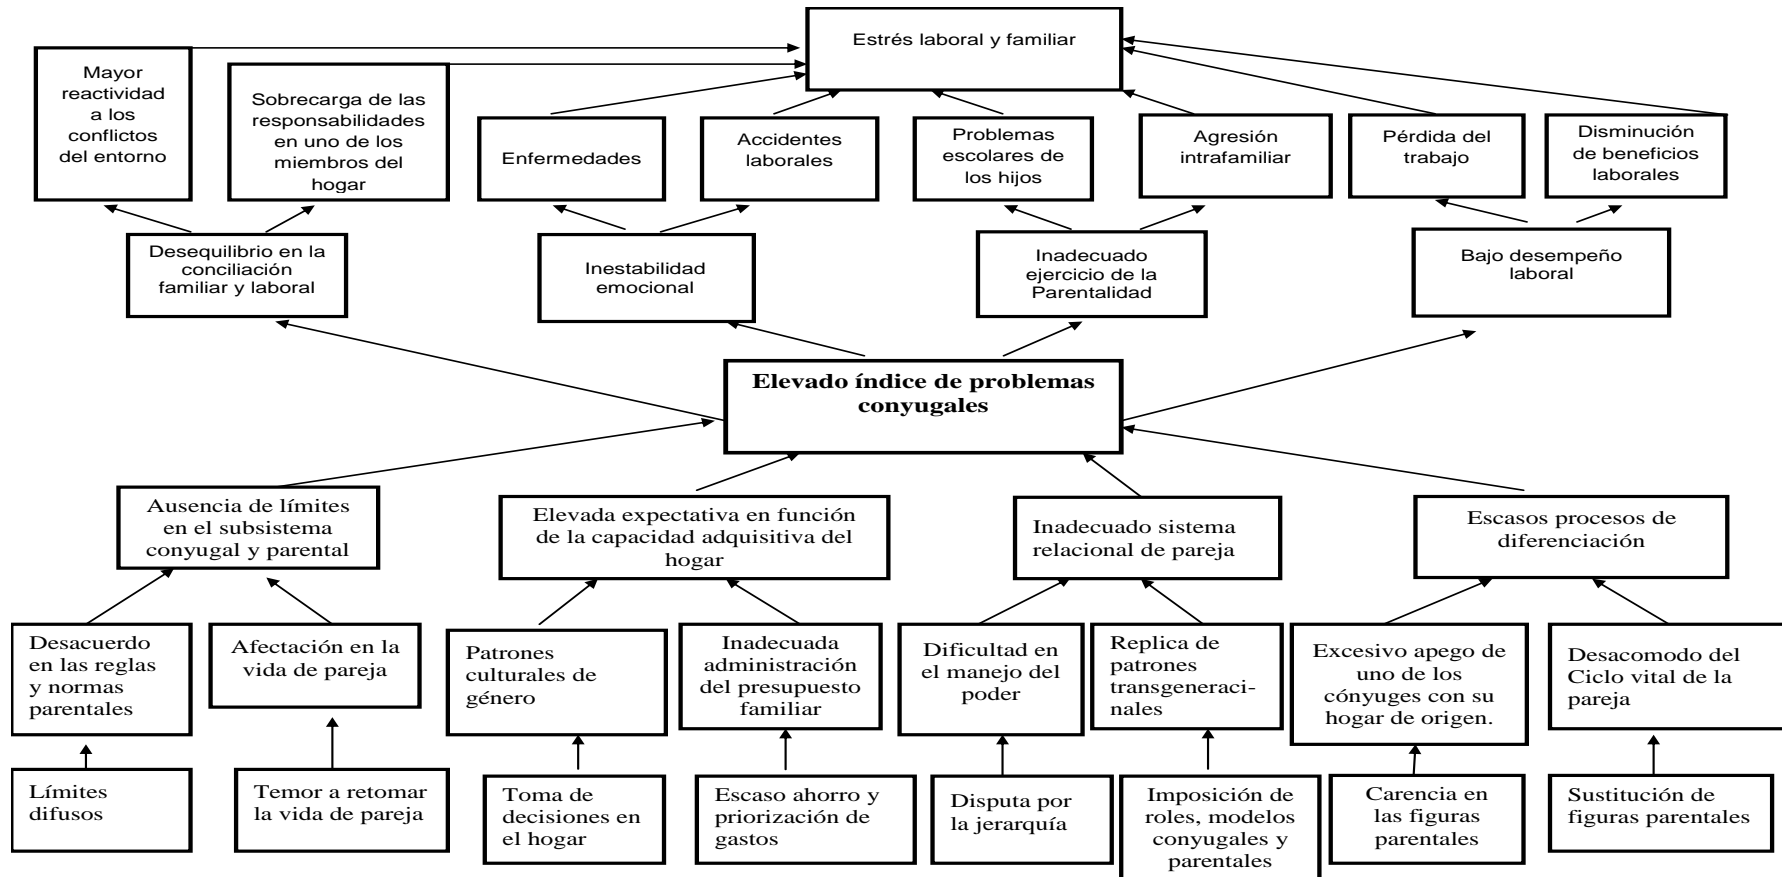 Estrés laboral y familiar
Mayor
reactividad
a los
conflictos
del entorno
Sobrecarga de las
responsabilidades
en uno de los
miembros del
hogar
Enfermedades
Accidentes
laborales
Problemas
escolares de
los hijos
Agresión
intrafamiliar
Pérdida del
trabajo
Disminución
de beneficios
laborales
Desequilibrio en la
conciliación
familiar y laboral
Inestabilidad
emocional
Inadecuado
ejercicio de la
Parentalidad
Bajo desempeño
laboral
Elevado índice de problemas
conyugales
Ausencia de límites
en el subsistema
conyugal y parental
Elevada expectativa en función
de la capacidad adquisitiva del
hogar
Inadecuado sistema
relacional de pareja
Escasos procesos de
diferenciación
Desacuerdo
en las reglas
y normas
parentales
Afectación en la
vida de pareja
Patrones
culturales de
género
Inadecuada
administración
del presupuesto
familiar
Dificultad en
el manejo del
poder
Replica de
patrones
transgeneraci-
nales
Excesivo apego de
uno de los
cónyuges con su
hogar de origen.
Desacomodo del
Ciclo vital de la
pareja
Límites
difusos
Temor a retomar
la vida de pareja
Toma de
decisiones en
el hogar
Escaso ahorro y
priorización de
gastos
Disputa por
la jerarquía
Imposición de
roles, modelos
conyugales y
parentales
Carencia en
las figuras
parentales
Sustitución de
figuras parentales